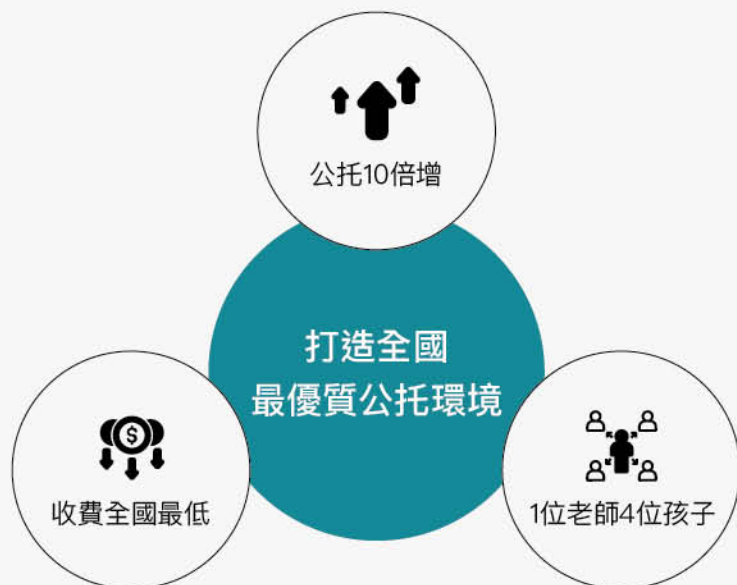 公托10倍增
打造全國
最優質公托環境
收費全國最低
1位老師4位孩子